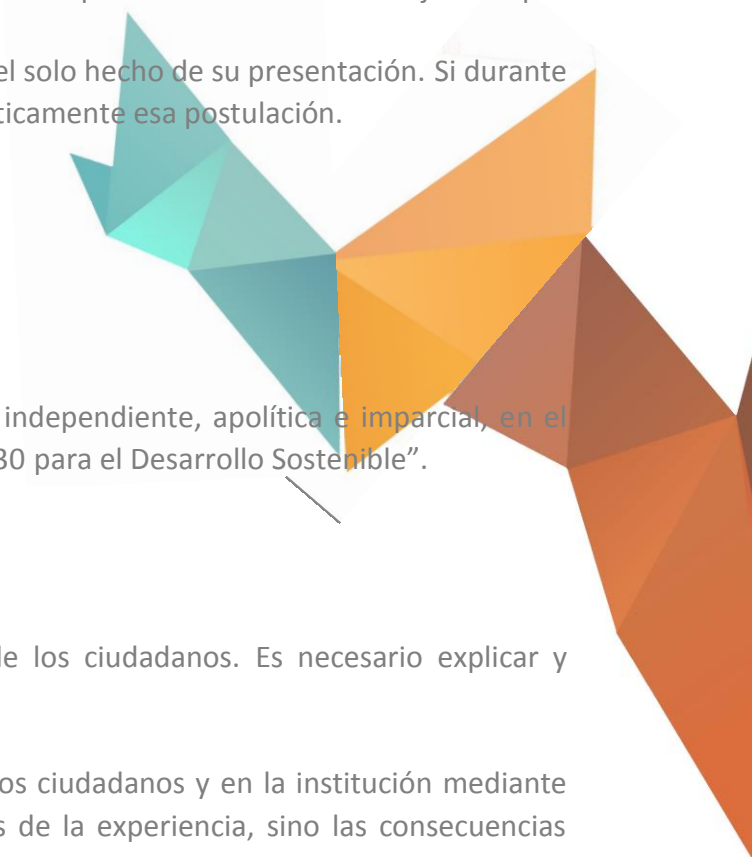 el solo hecho de su presentación. Si durante
ticamente esa postulación.
independiente, apolítica e imparcial, en el
30 para el Desarrollo Sostenible”.
de los ciudadanos. Es necesario explicar y
os ciudadanos y en la institución mediante
s de la experiencia, sino las consecuencias